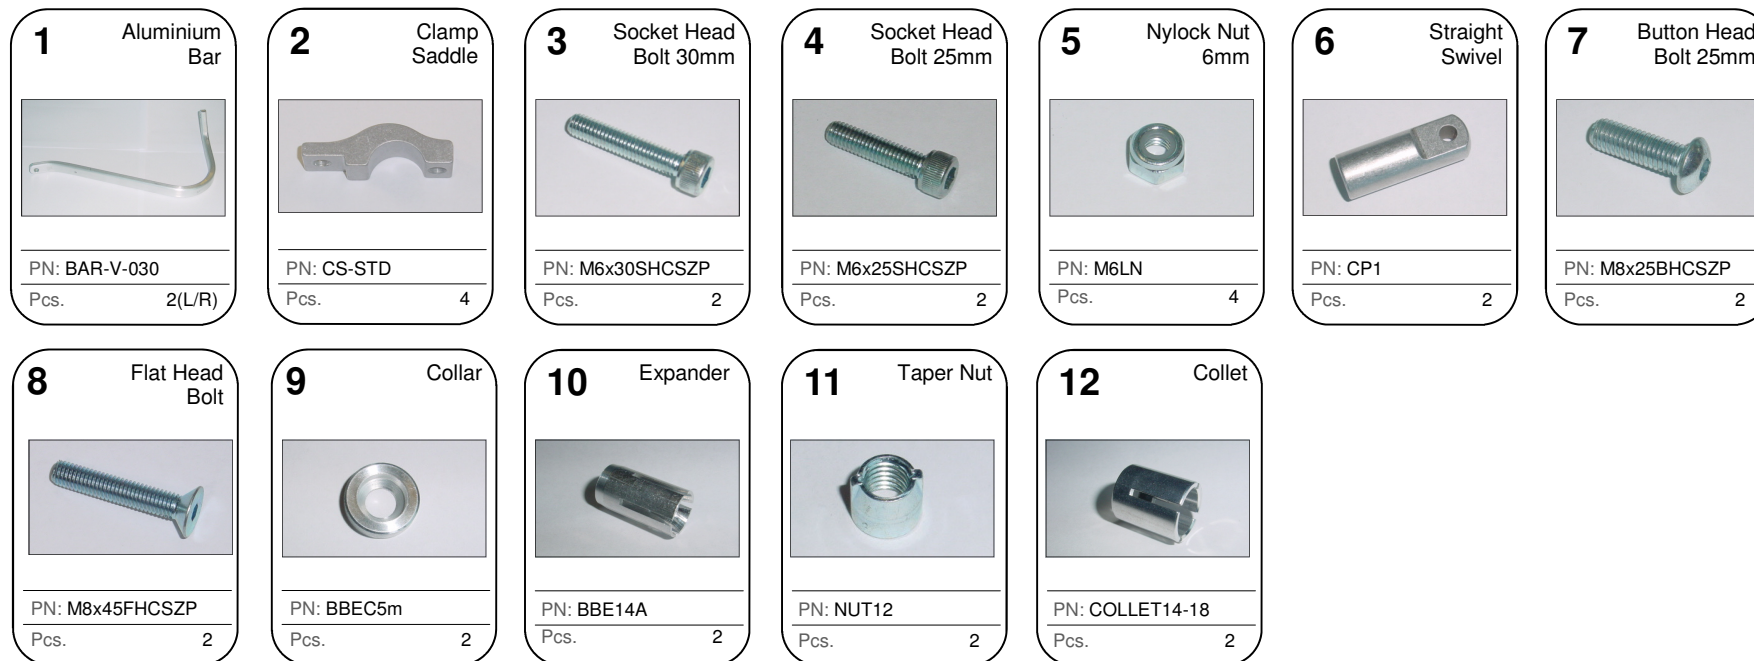 1
Aluminium
Bar
PN: BAR-V-030
Pcs. 2(L/R)
2
Clamp
Saddle
PN: CS-STD
Pcs. 4
3
Socket Head
Bolt 30mm
PN: M6x30SHCSZP
Pcs. 2
4
Socket Head
Bolt 25mm
PN: M6x25SHCSZP
Pcs. 2
5
Nylock Nut
6mm
PN: M6LN
Pcs. 4
6
Straight
Swivel
PN: CP1
Pcs. 2
7
Button Head
Bolt 25mm
PN: M8x25BHCSZP
Pcs. 2
8
Flat Head
Bolt
PN: M8x45FHCSZP
Pcs. 2
9
Collar
PN: BBEC5m
Pcs. 2
10
Expander
PN: BBE14A
Pcs. 2
11
Taper Nut
PN: NUT12
Pcs. 2
12
Collet
PN: COLLET14-18
Pcs. 2